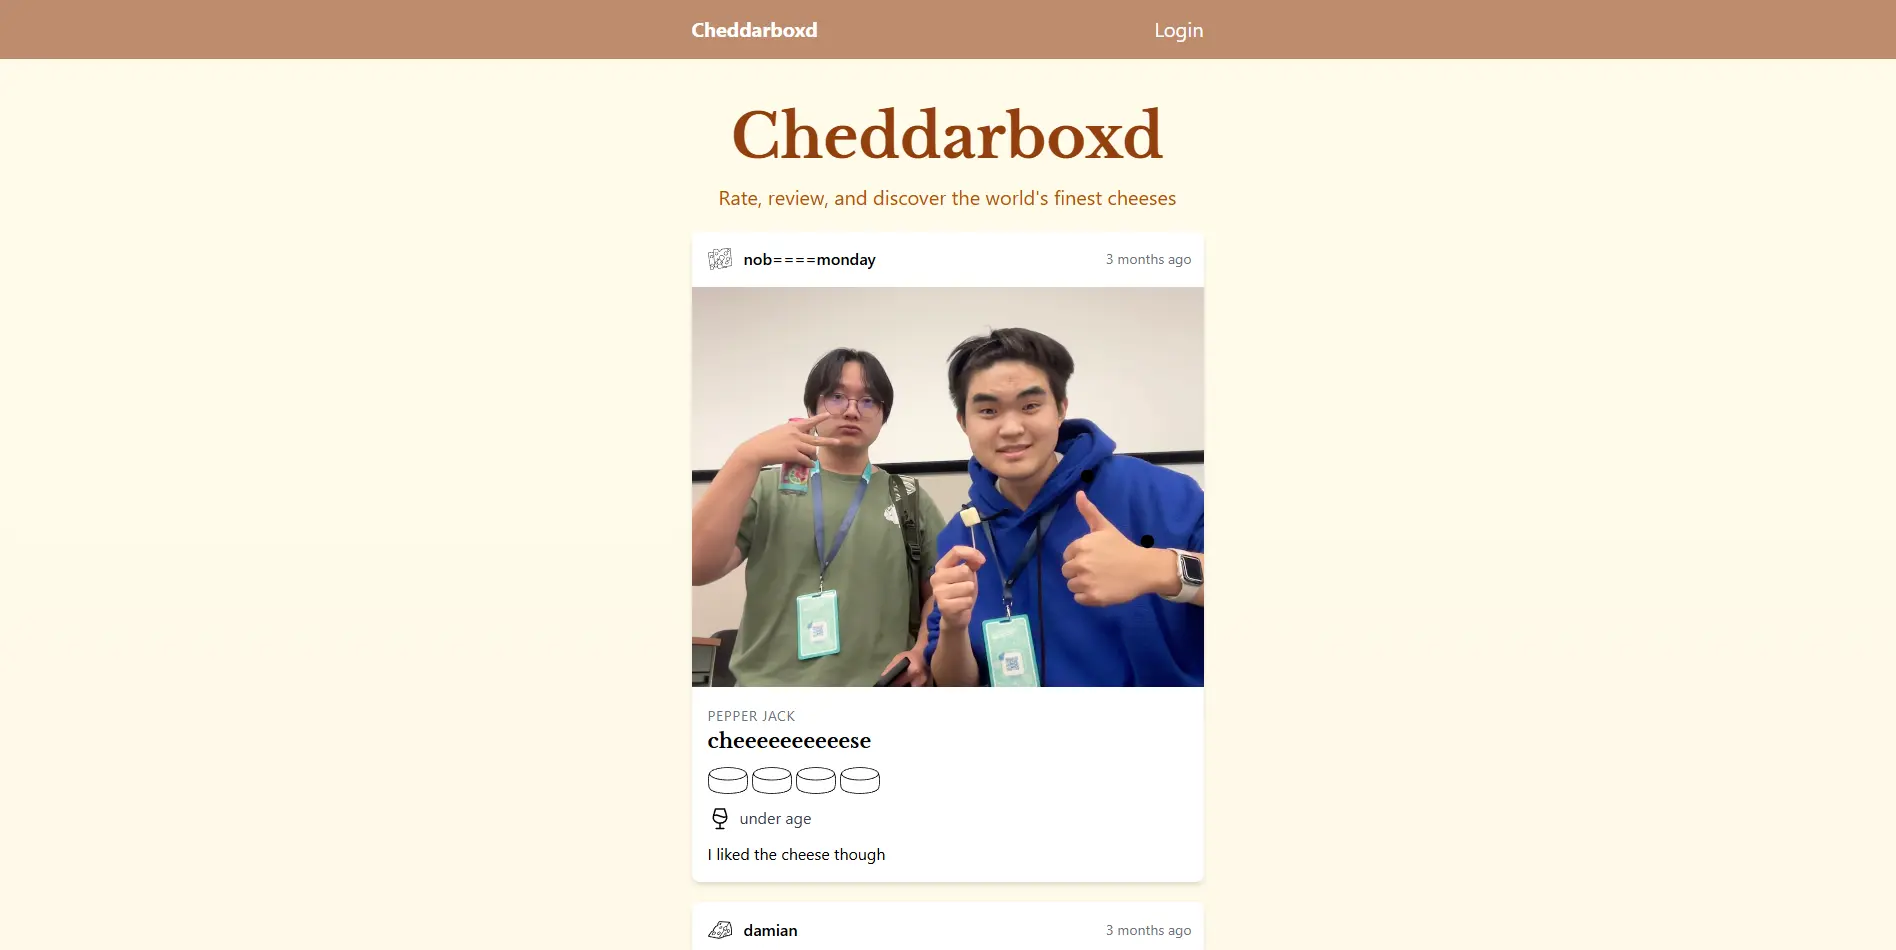 Cheddarboxd
Login
Cheddarboxd
Rate, review, and discover the world's finest cheeses
nob====monday
3 months ago
PEPPER JACK
cheeeeeeeeeese
under age
I liked the cheese though
damian
3 months ago